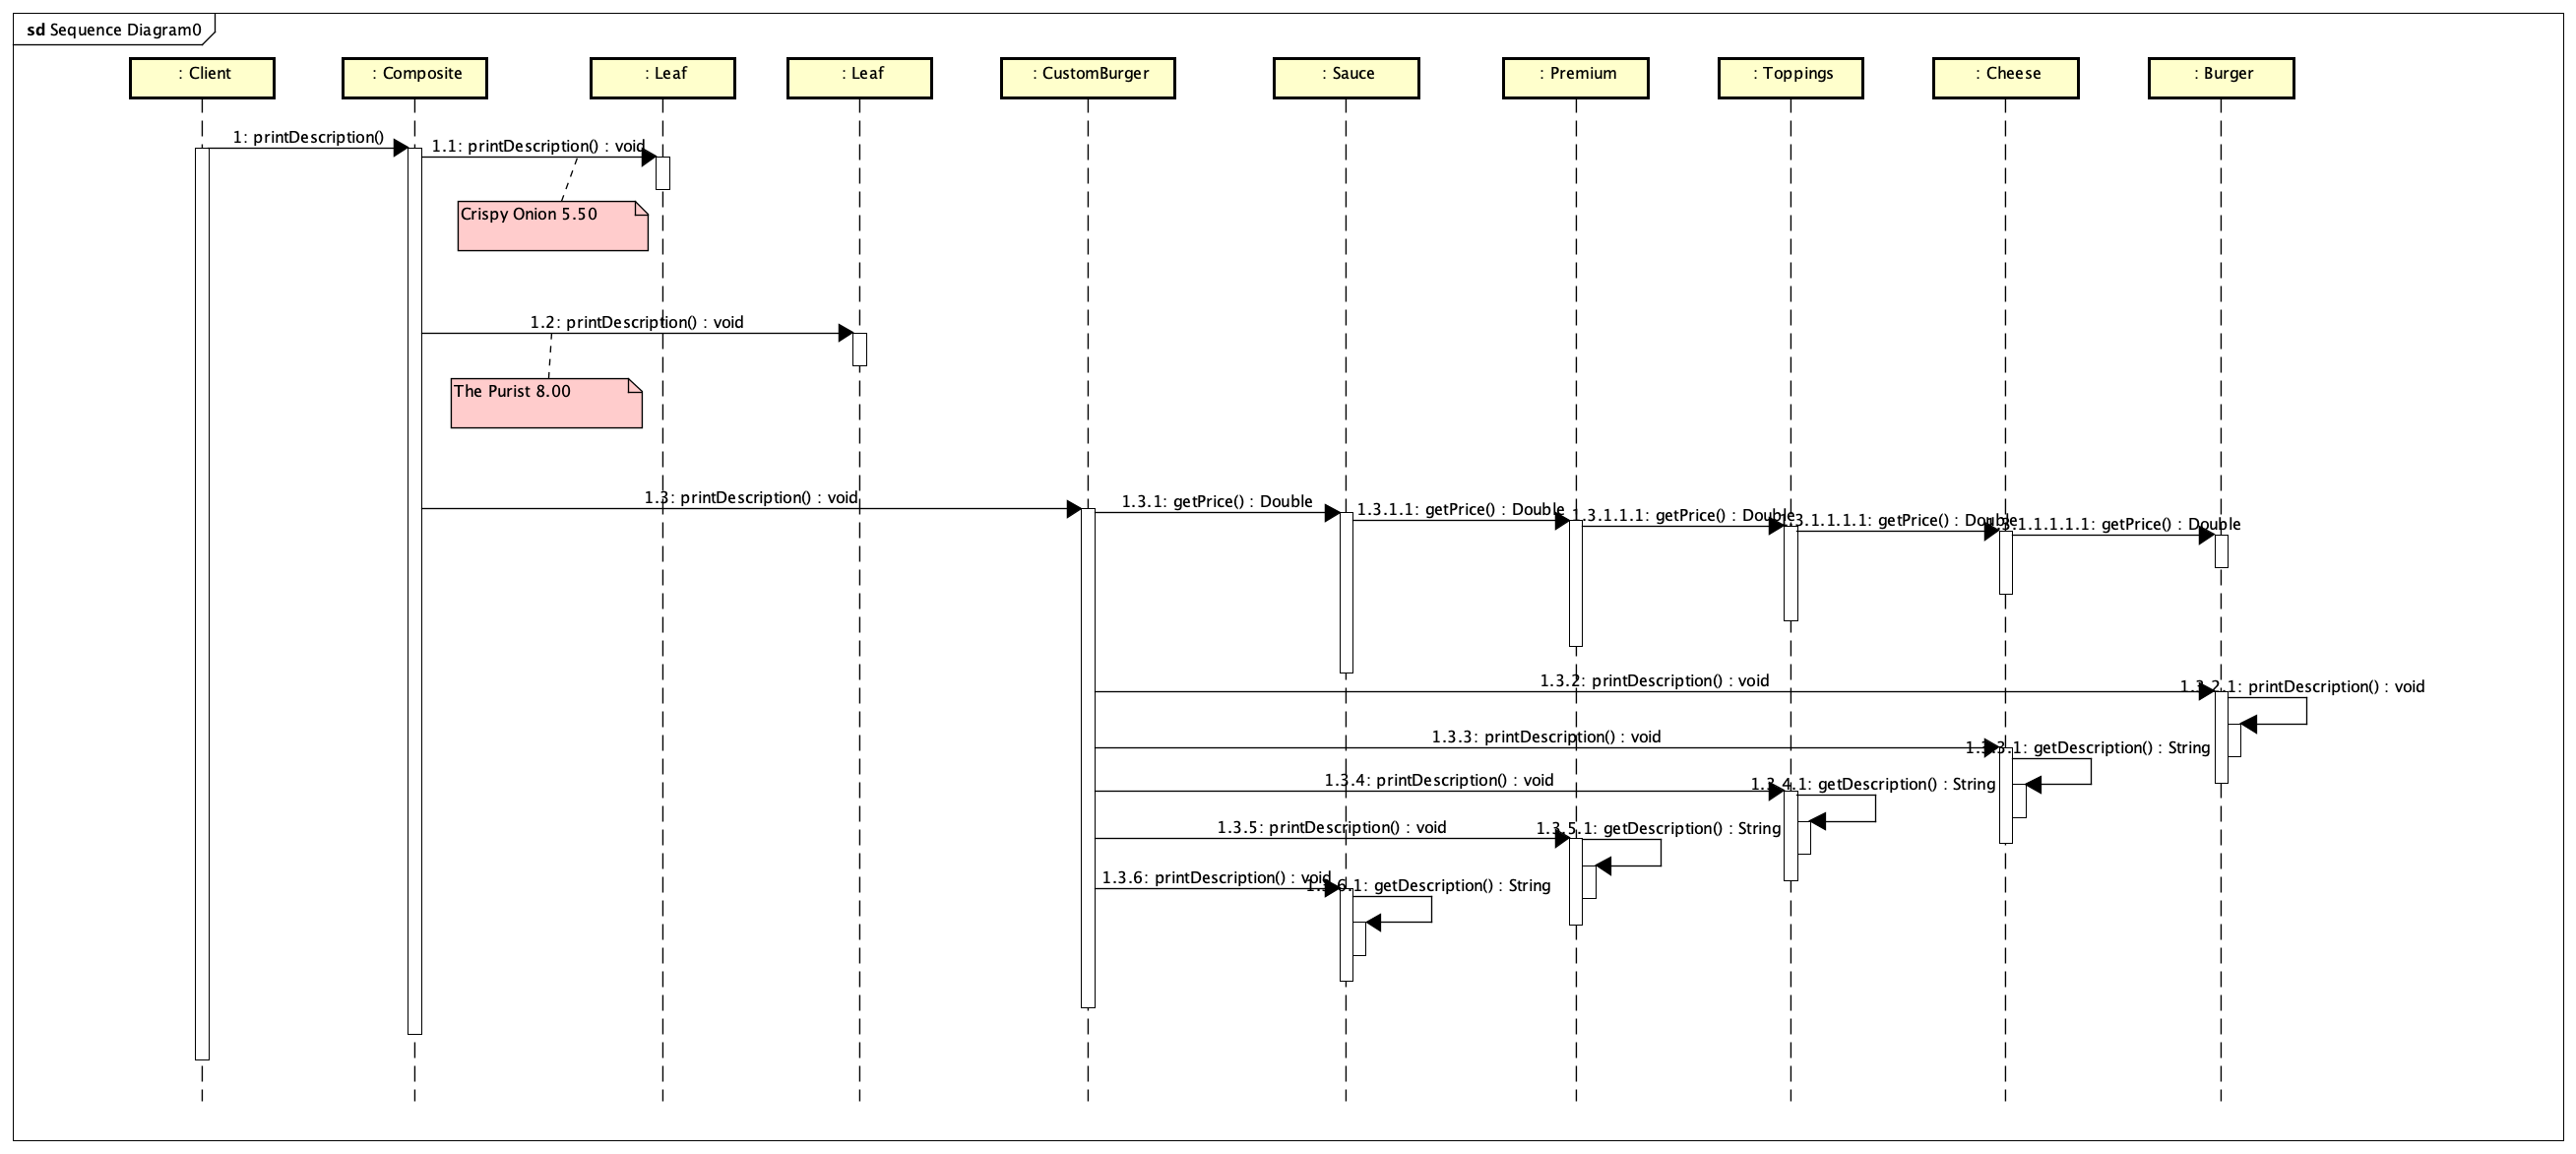 sd Sequence Diagram0
: Client
: Composite
: Leaf
: Leaf
: CustomBurger
: Sauce
: Premium
: Toppings
: Cheese
: Burger
1: printDescription()
1.1: printDescription() : void
Crispy Onion 5.50
1.2: printDescription() : void
The Purist 8.00
1.3: printDescription() : void
1.3.1: getPrice() : Double
1.3.1.1: getPrice() : Double
1.3.1.1.1: getPrice() : Double
.3.1.1.1.1: getPrice() : Double
3.1.1.1.1.1: getPrice() : Double
1.3.2: printDescription() : void
1.3.2.1: printDescription() : void
1.3.3: printDescription() : void
1.3.3.1: getDescription() : String
1.3.4: printDescription() : void
1.3.4.1: getDescription() : String
1.3.5: printDescription() : void
1.3.5.1: getDescription() : String
1.3.6: printDescription() : void
1.3.6.1: getDescription() : String